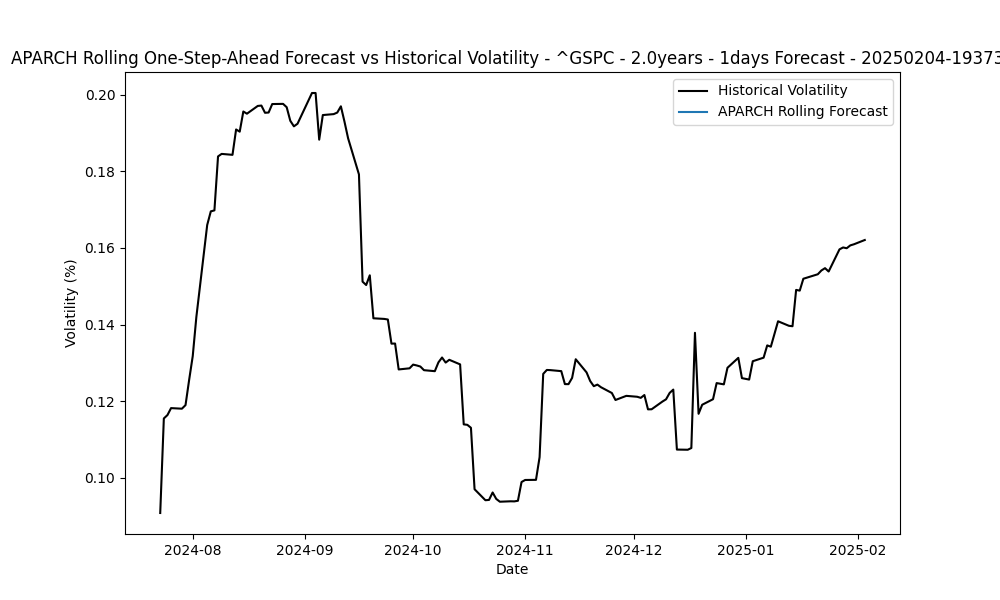 APARCH Rolling One-Step-Ahead Forecast vs Historical Volatility - ^GSPC - 2.0years - 1days Forecast - 20250204-19373
Historical Volatility
APARCH Rolling Forecast
Volatility (%)
0.20
0.18
0.16
0.14
0.12
0.10
2024-08 2024-09 2024-10 2024-11 2024-12 2025-01 2025-02
Date